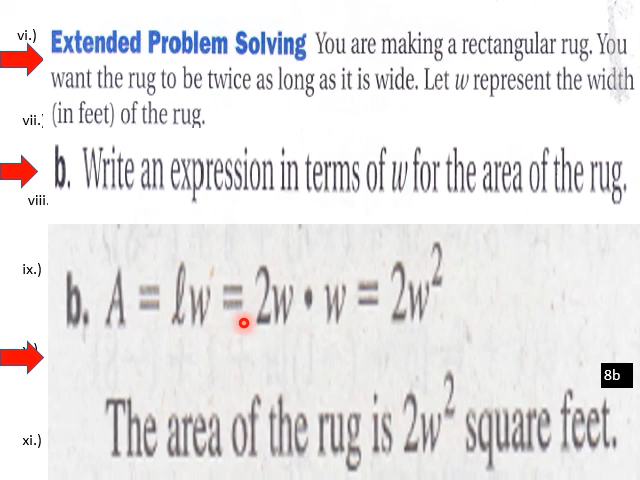 vi.)
Extended Problem Solving You are making a rectangular rug. You
want the rug to be twice as long as it is wide. Let w represent the width
vii.)
(in feet) of the rug.
b. Write an expression in terms of w for the area of the rug.
viii.
ix.)
b. A = ℓw = 2w • w = 2w²
8b
The area of the rug is 2w² square feet.
xi.)